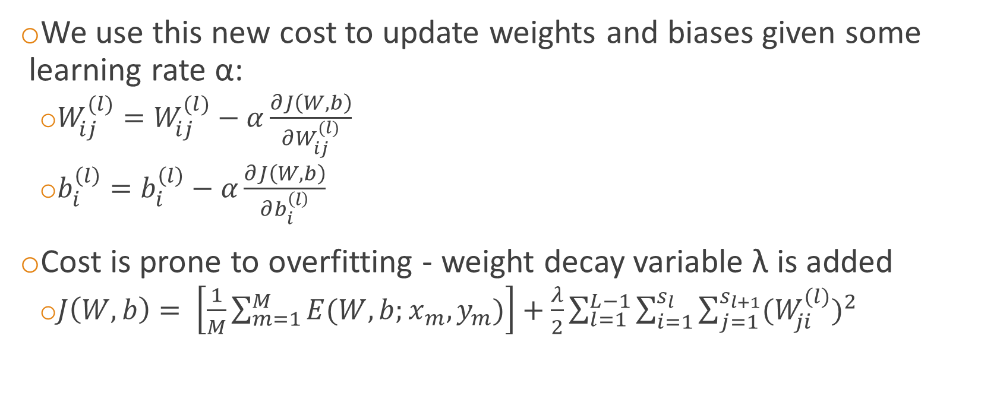 ○We use this new cost to update weights and biases given some
learning rate α:
○$W_{ij}^{(l)} = W_{ij}^{(l)} - \alpha \frac{\partial J(W,b)}{\partial W_{ij}^{(l)}}$
○$b_{i}^{(l)} = b_{i}^{(l)} - \alpha \frac{\partial J(W,b)}{\partial b_{i}^{(l)}}$
○Cost is prone to overfitting - weight decay variable λ is added
○$J(W, b) = \left[\frac{1}{M} \sum_{m=1}^{M} E(W, b; x_{m}, y_{m})\right] + \frac{\lambda}{2} \sum_{l=1}^{L-1} \sum_{i=1}^{s_{l}} \sum_{j=1}^{s_{l+1}} (W_{ji}^{(l)})^{2}$